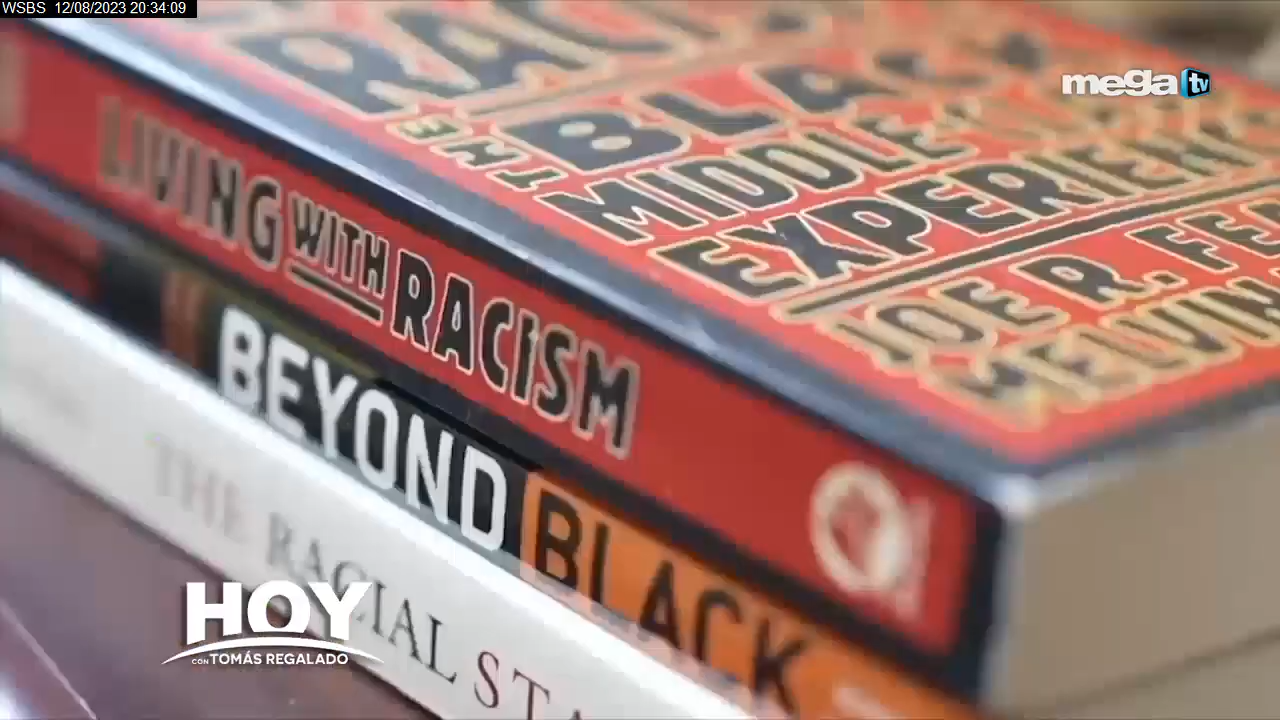 WSBS 12/08/2023 20:34:09
mega tv
BLACK
MIDDLE
JOE R.
LIVING WITH RACISM
BEYOND BLACK
THE RACIAL
HOY
CON TOMÁS REGALADO